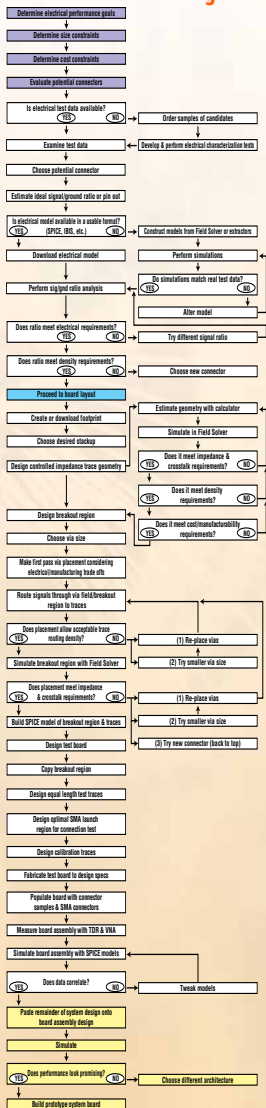 Determine electrical performance goals
Determine size constraints
Determine cost constraints
Evaluate potential connectors
Is electrical test data available?
YES
NO
Order samples of candidates
Examine test data
Develop & perform electrical characterization tests
Choose potential connector
Estimate ideal signal/ground ratio or pin out
Is electrical model available in a usable format?
YES
(SPICE, IBIS, etc.)
NO
Construct models from Field Solver or extractors
Download electrical model
Perform simulations
Do simulations match real test data?
YES
NO
Perform sig/gnd ratio analysis
Alter model
Does ratio meet electrical requirements?
YES
NO
Try different signal ratio
Does ratio meet density requirements?
YES
NO
Choose new connector
Proceed to board layout
Create or download footprint
Estimate geometry with calculator
Choose desired stackup
Simulate in Field Solver
Design controlled impedance trace geometry
Does it meet impedance &
crosstalk requirements?
YES
NO
Does it meet density
requirements?
YES
NO
Design breakout region
Does it meet cost/manufacturability
requirements?
YES
NO
Choose via size
Make first pass via placement considering
electrical/manufacturing trade offs
Route signals through via field/breakout
region to traces
Does placement allow acceptable trace
routing density?
YES
NO
(1) Re-place vias
(2) Try smaller via size
Simulate breakout region with Field Solver
Does placement meet impedance
& crosstalk requirements?
YES
NO
(1) Re-place vias
(2) Try smaller via size
Build SPICE model of breakout region & traces
(3) Try new connector (back to top)
Design test board
Copy breakout region
Design equal length test traces
Design optimal SMA launch
region for connection test
Design calibration traces
Fabricate test board to design specs
Populate board with connector
samples & SMA connectors
Measure board assembly with TDR & VNA
Simulate board assembly with SPICE models
Does data correlate?
YES
NO
Tweak models
Paste remainder of system design onto
board assembly design
Simulate
Does performance look promising?
YES
NO
Choose different architecture
Build prototype system board